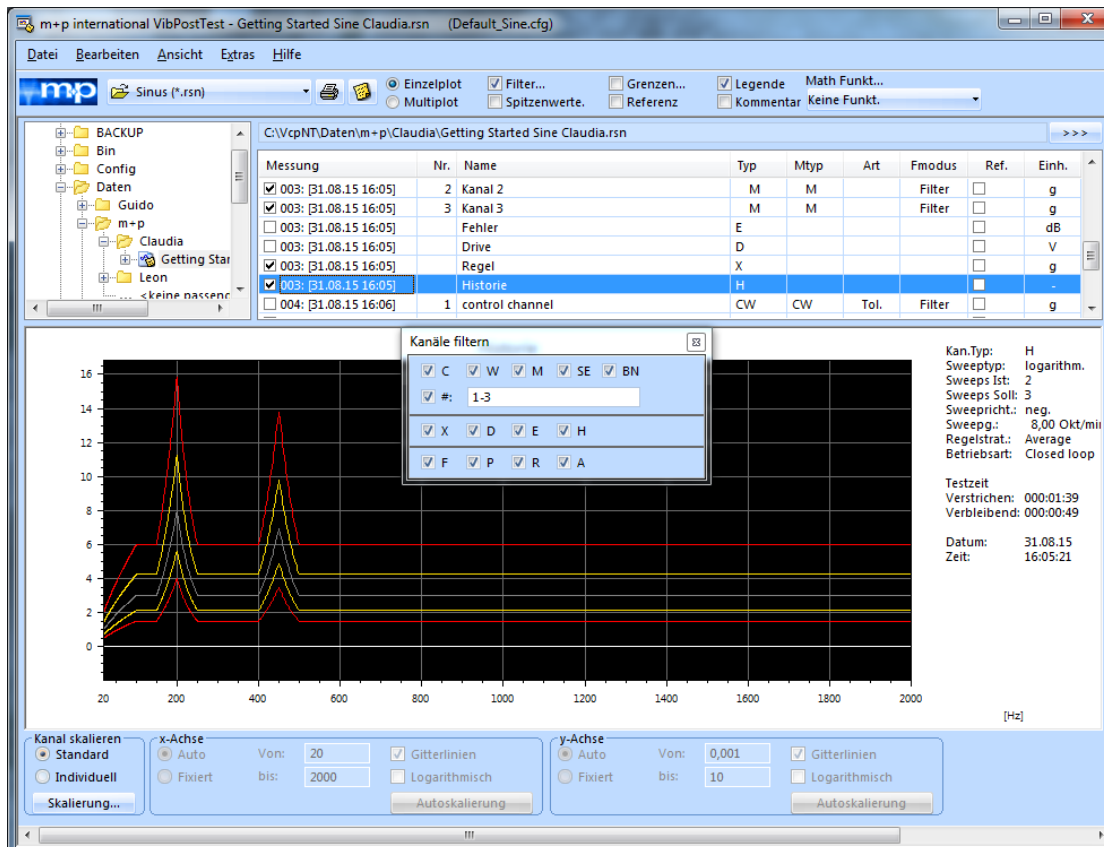 m+p international VibPostTest - Getting Started Sine Claudia.rsn (Default_Sine.cfg)
Datei Bearbeiten Ansicht Extras Hilfe
m+p Sinus (*.rsn) Einzelplot Filter... Grenzen... Legende Math Funkt...
Multiplot Spitzenwerte. Referenz Kommentar Keine Funkt.
BACKUP
Bin
Config
Daten
Guido
m+p
Claudia
Getting Star
Leon
<keine passend
C:\VcpNT\Daten\m+p\Claudia\Getting Started Sine Claudia.rsn >>>
Messung Nr. Name Typ Mtyp Art Fmodus Ref. Einh.
003: [31.08.15 16:05] 2 Kanal 2 M M Filter g
003: [31.08.15 16:05] 3 Kanal 3 M M Filter g
003: [31.08.15 16:05] Fehler E dB
003: [31.08.15 16:05] Drive D V
003: [31.08.15 16:05] Regel X g
003: [31.08.15 16:05] Historie H -
004: [31.08.15 16:06] 1 control channel CW CW Tol. Filter g
Kanäle filtern
C W M SE BN
#: 1-3
X D E H
F P R A
16
14
12
10
8
6
4
2
0
20 200 400 600 800 1000 1200 1400 1600 1800 2000
[Hz]
Kan.Typ: H
Sweeptyp: logarithm.
Sweeps Ist: 2
Sweeps Soll: 3
Sweepricht.: neg.
Sweepg.: 8,00 Okt/min
Regelstrat.: Average
Betriebsart: Closed loop
Testzeit
Verstrichen: 000:01:39
Verbleibend: 000:00:49
Datum: 31.08.15
Zeit: 16:05:21
Kanal skalieren
Standard
Individuell
Skalierung...
x-Achse
Auto Von: 20 Gitterlinien
Fixiert bis: 2000 Logarithmisch
Autoskalierung
y-Achse
Auto Von: 0,001 Gitterlinien
Fixiert bis: 10 Logarithmisch
Autoskalierung